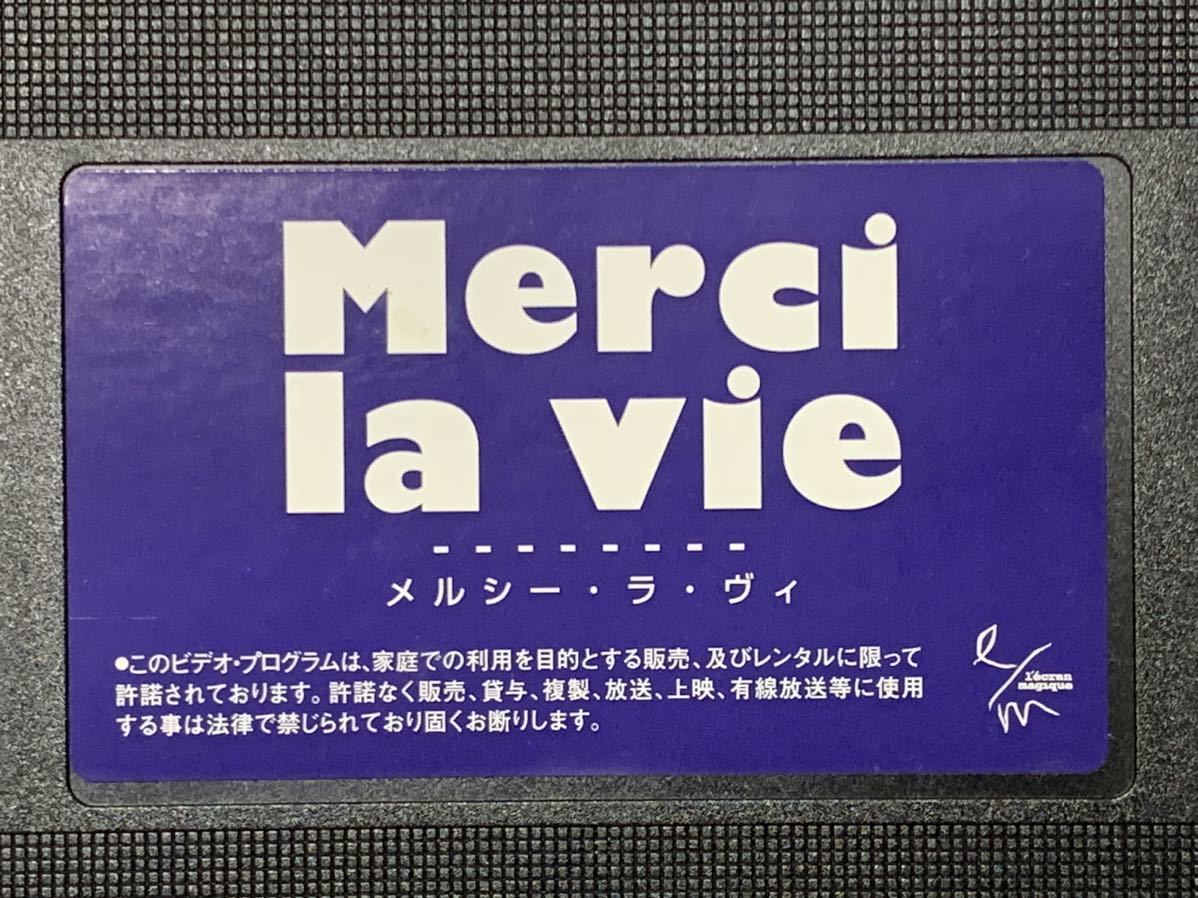 Merci
la vie
メルシー・ラ・ヴィ
●このビデオ・プログラムは、家庭での利用を目的とする販売、及びレンタルに限って
許諾されております。許諾なく販売、貸与、複製、放送、上映、有線放送等に使用
する事は法律で禁じられており固くお断りします。
e/m
l'écran
magique